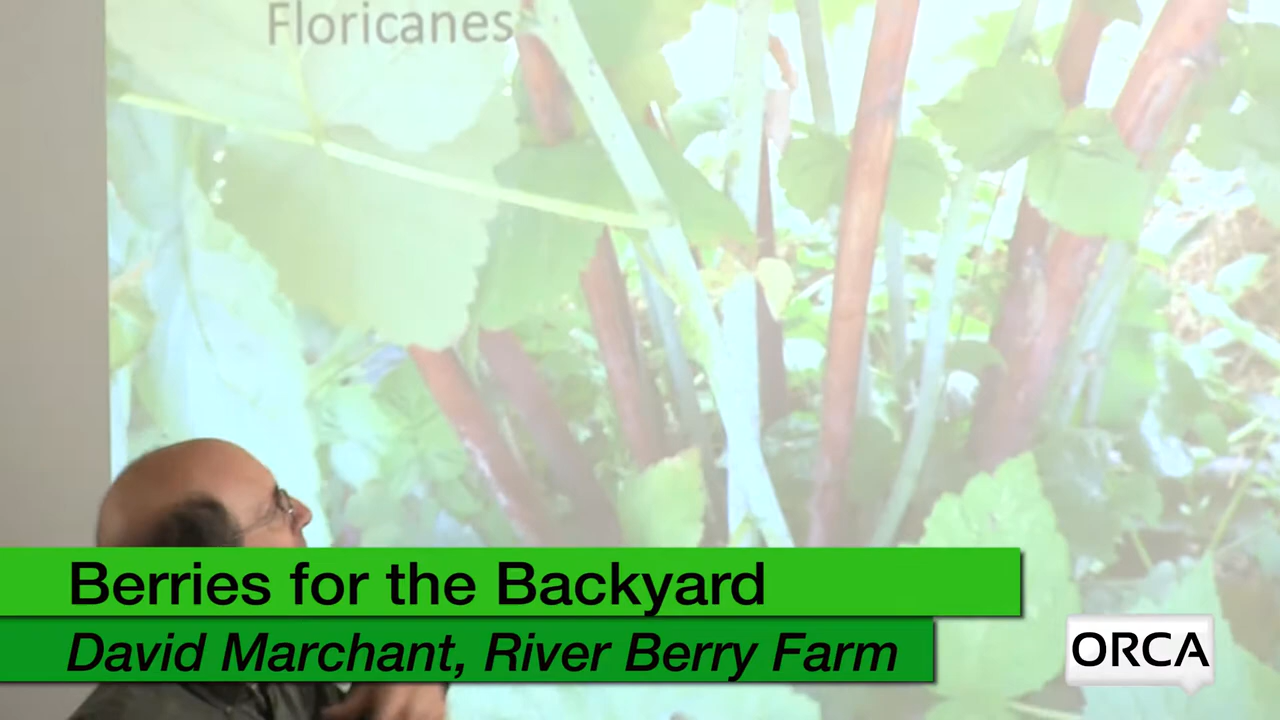 Floricanes
Berries for the Backyard
David Marchant, River Berry Farm
ORCA